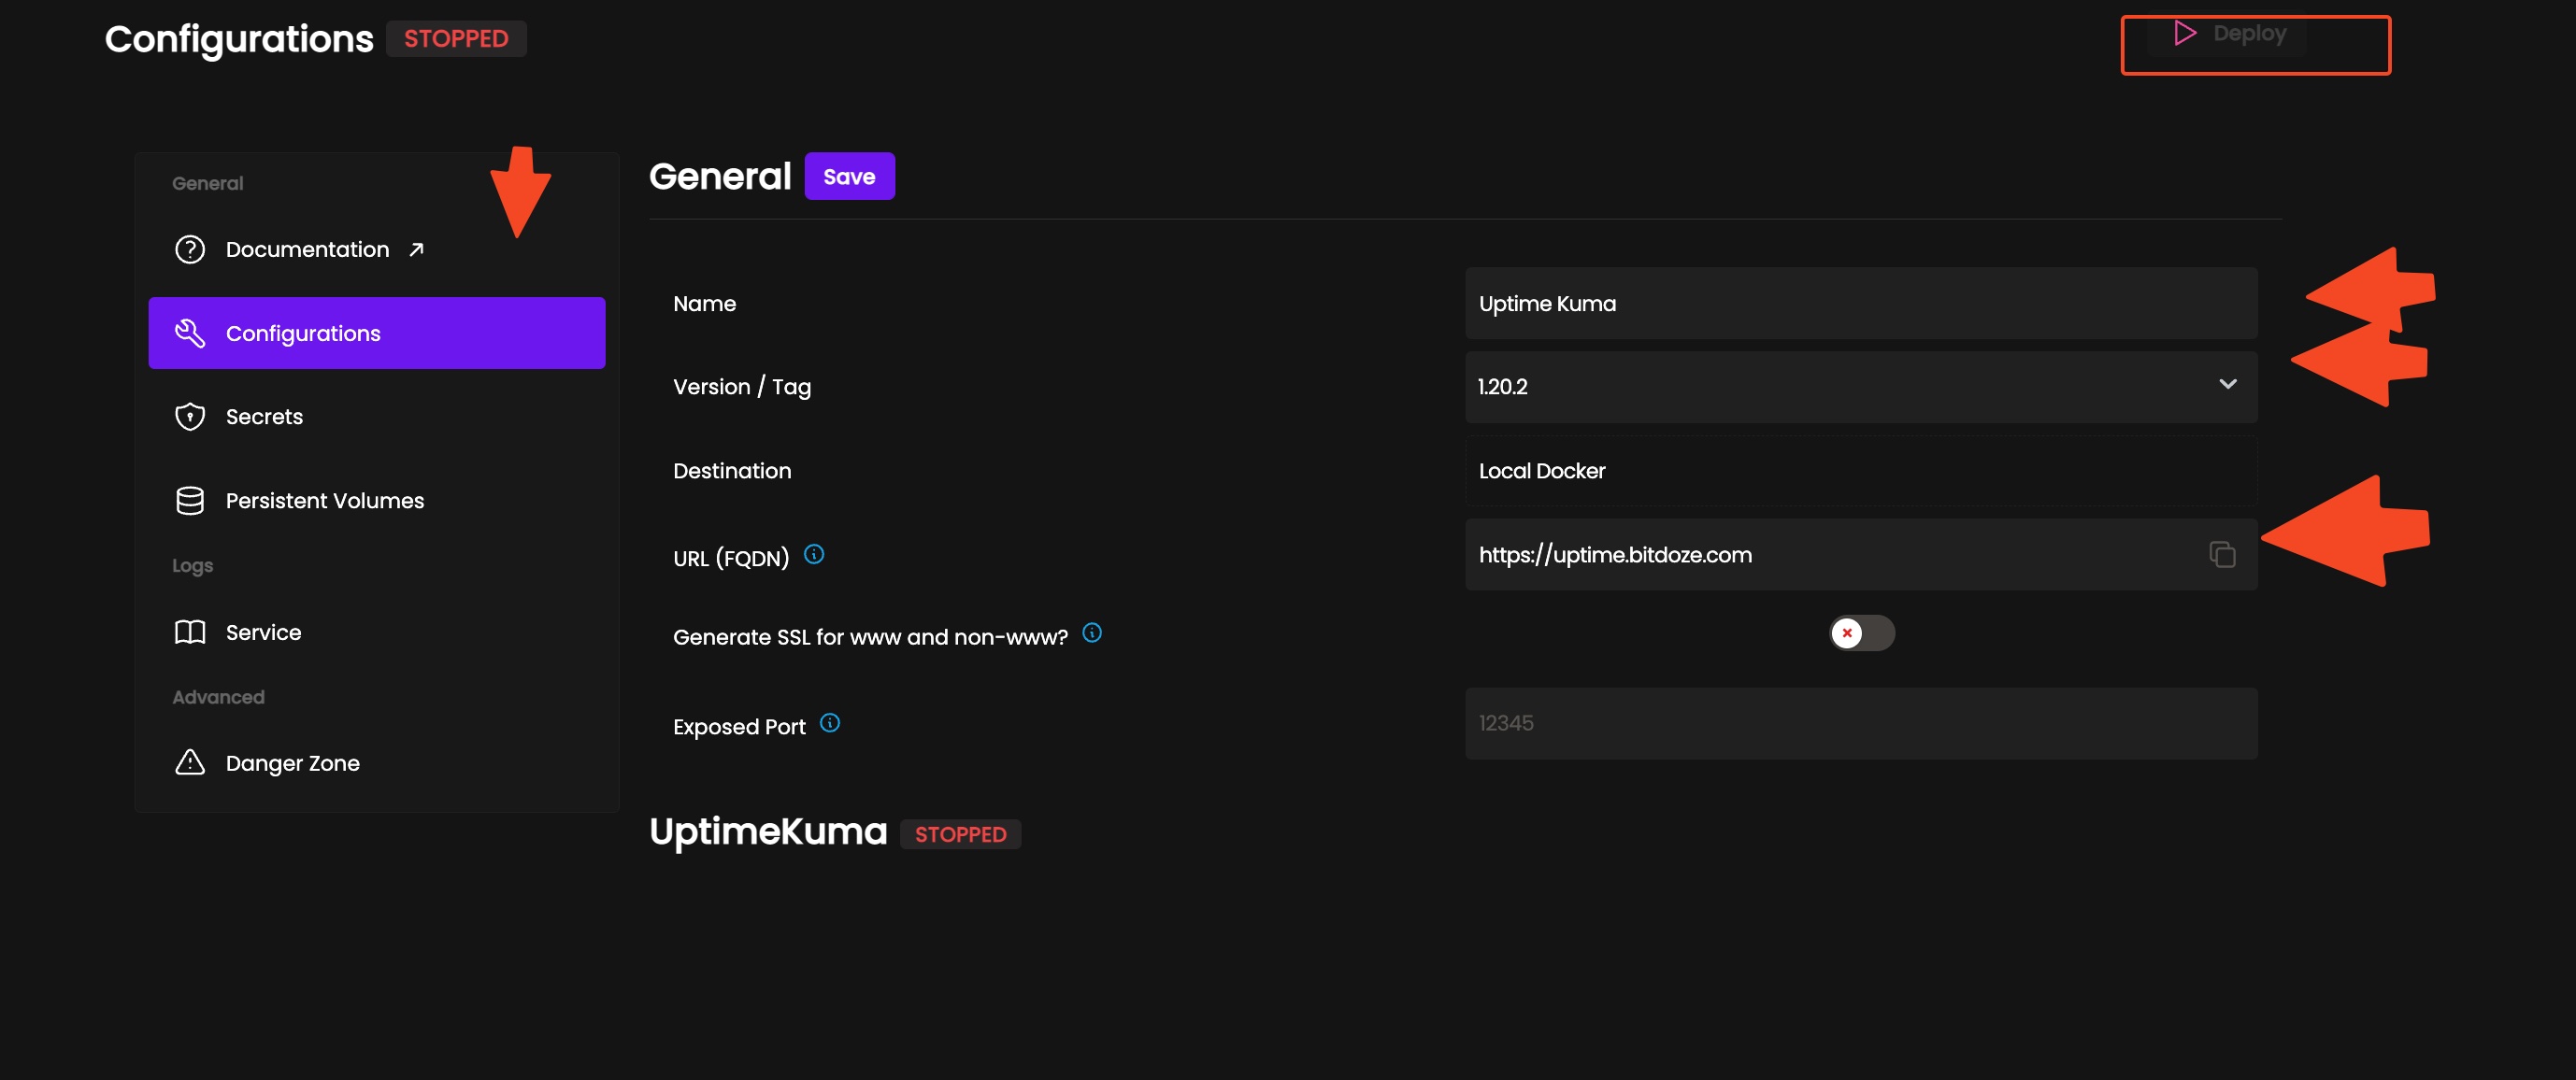 Configurations STOPPED
Deploy
General
Documentation
Configurations
Secrets
Persistent Volumes
Logs
Service
Advanced
Danger Zone
General Save
Name Uptime Kuma
Version / Tag 1.20.2
Destination Local Docker
URL (FQDN) https://uptime.bitdoze.com
Generate SSL for www and non-www?
Exposed Port 12345
UptimeKuma STOPPED